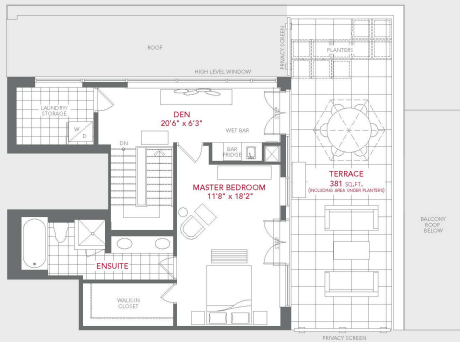 ROOF
PRIVACY SCREEN
PLANTERS
HIGH LEVEL WINDOW
LAUNDRY/
STORAGE
W
D
DEN
20'6" x 6'3"
DN
WET BAR
BAR
FRIDGE
MASTER BEDROOM
11'8" x 18'2"
TERRACE
381 SQ.FT.
(INCLUDING AREA UNDER PLANTERS)
BALCONY
ROOF
BELOW
ENSUITE
WALK-IN
CLOSET
PRIVACY SCREEN